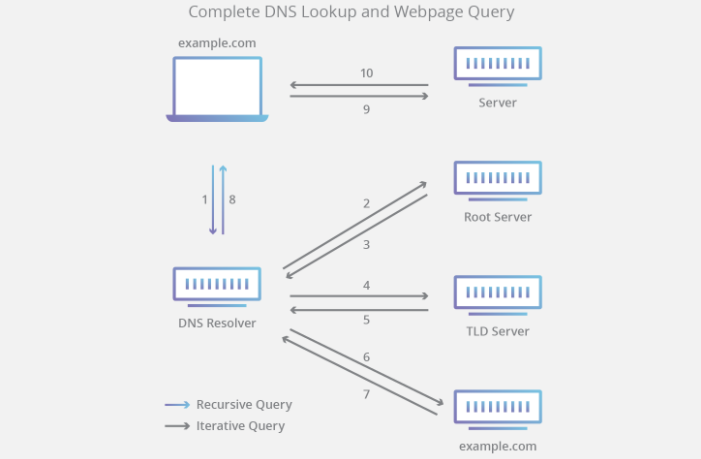 Complete DNS Lookup and Webpage Query
example.com
10
9
Server
1
8
2
3
Root Server
4
5
DNS Resolver
TLD Server
6
7
Recursive Query
Iterative Query
example.com